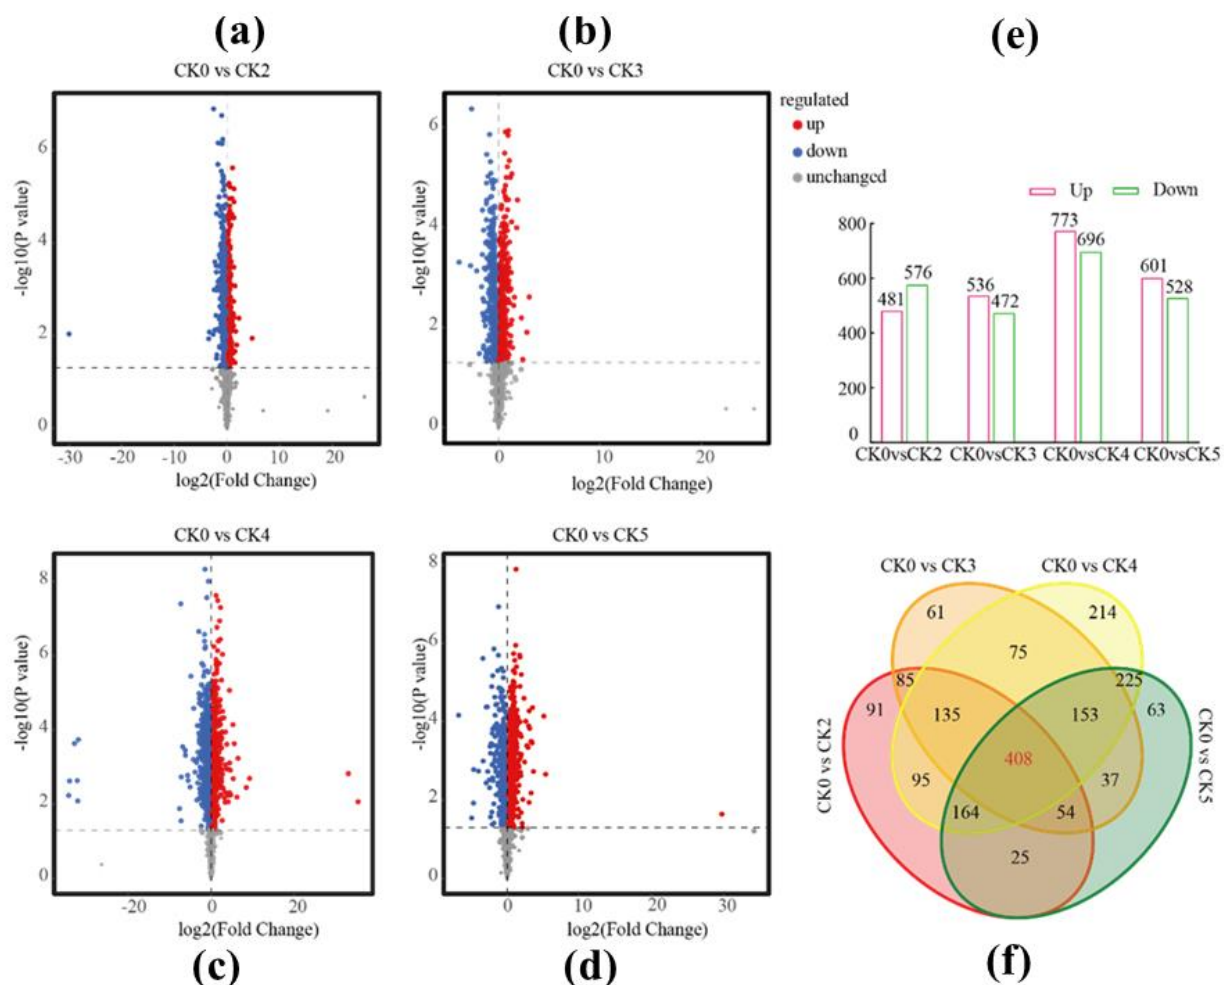 (a)
CK0 vs CK2
-log10(P value)
6
4
2
0
-30
-20
-10
0
10
20
log2(Fold Change)
(b)
CK0 vs CK3
-log10(P value)
6
4
2
0
0
10
20
log2(Fold Change)
regulated
up
down
unchanged
(e)
Up
Down
800
600
400
200
0
481
576
536
472
773
696
601
528
CK0vsCK2
CK0vsCK3
CK0vsCK4
CK0vsCK5
CK0 vs CK4
-log10(P value)
8
6
4
2
0
-20
0
20
log2(Fold Change)
(c)
CK0 vs CK5
-log10(P value)
8
6
4
2
0
0
10
20
30
log2(Fold Change)
(d)
CK0 vs CK3
CK0 vs CK4
CK0 vs CK2
CK0 vs CK5
61
214
75
85
225
91
135
153
63
408
95
37
164
54
25
(f)